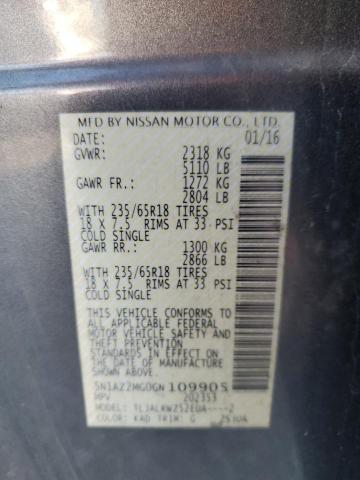 MFD BY NISSAN MOTOR CO., LTD.
DATE: 01/16
GVWR: 2318 KG
5110 LB
GAWR FR.: 1272 KG
2804 LB
WITH 235/65R18 TIRES
18 X 7.5 RIMS AT 33 PSI
COLD SINGLE
GAWR RR.: 1300 KG
2866 LB
WITH 235/65R18 TIRES
18 X 7.5 RIMS AT 33 PSI
COLD SINGLE
THIS VEHICLE CONFORMS TO
ALL APPLICABLE FEDERAL
MOTOR VEHICLE SAFETY AND
THEFT PREVENTION
STANDARDS IN EFFECT ON
THE DATE OF MANUFACTURE
SHOWN ABOVE.
5N1AZ2MG0GN109905
MPV 202353
MODEL:
COLOR: KAD TRIM: G